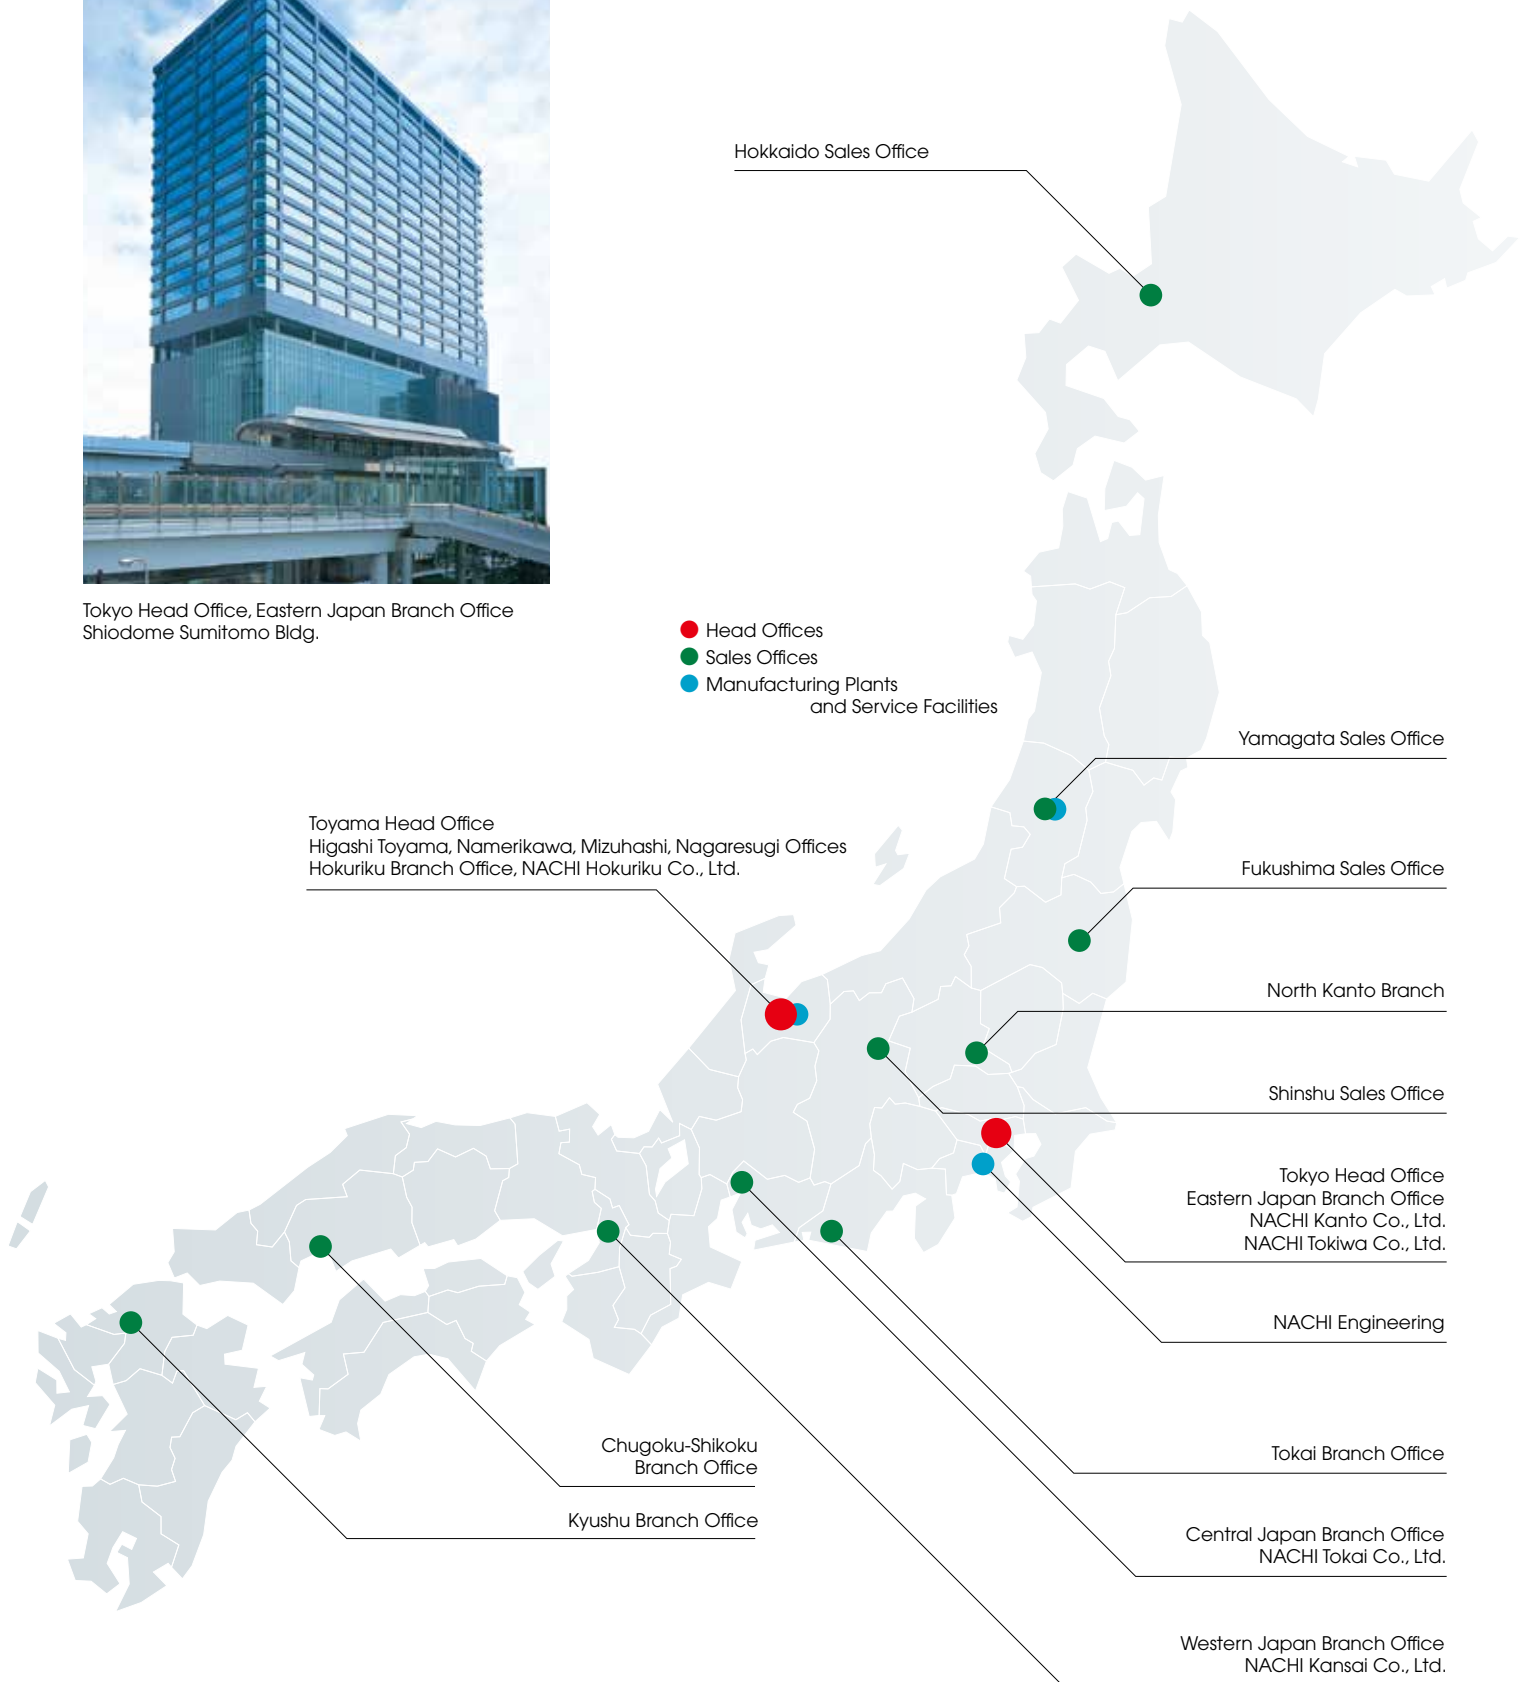 Hokkaido Sales Office
Tokyo Head Office, Eastern Japan Branch Office
Shiodome Sumitomo Bldg.
Head Offices
Sales Offices
Manufacturing Plants
and Service Facilities
Yamagata Sales Office
Toyama Head Office
Higashi Toyama, Namerikawa, Mizuhashi, Nagaresugi Offices
Hokuriku Branch Office, NACHI Hokuriku Co., Ltd.
Fukushima Sales Office
North Kanto Branch
Shinshu Sales Office
Tokyo Head Office
Eastern Japan Branch Office
NACHI Kanto Co., Ltd.
NACHI Tokiwa Co., Ltd.
NACHI Engineering
Chugoku-Shikoku
Branch Office
Tokai Branch Office
Kyushu Branch Office
Central Japan Branch Office
NACHI Tokai Co., Ltd.
Western Japan Branch Office
NACHI Kansai Co., Ltd.